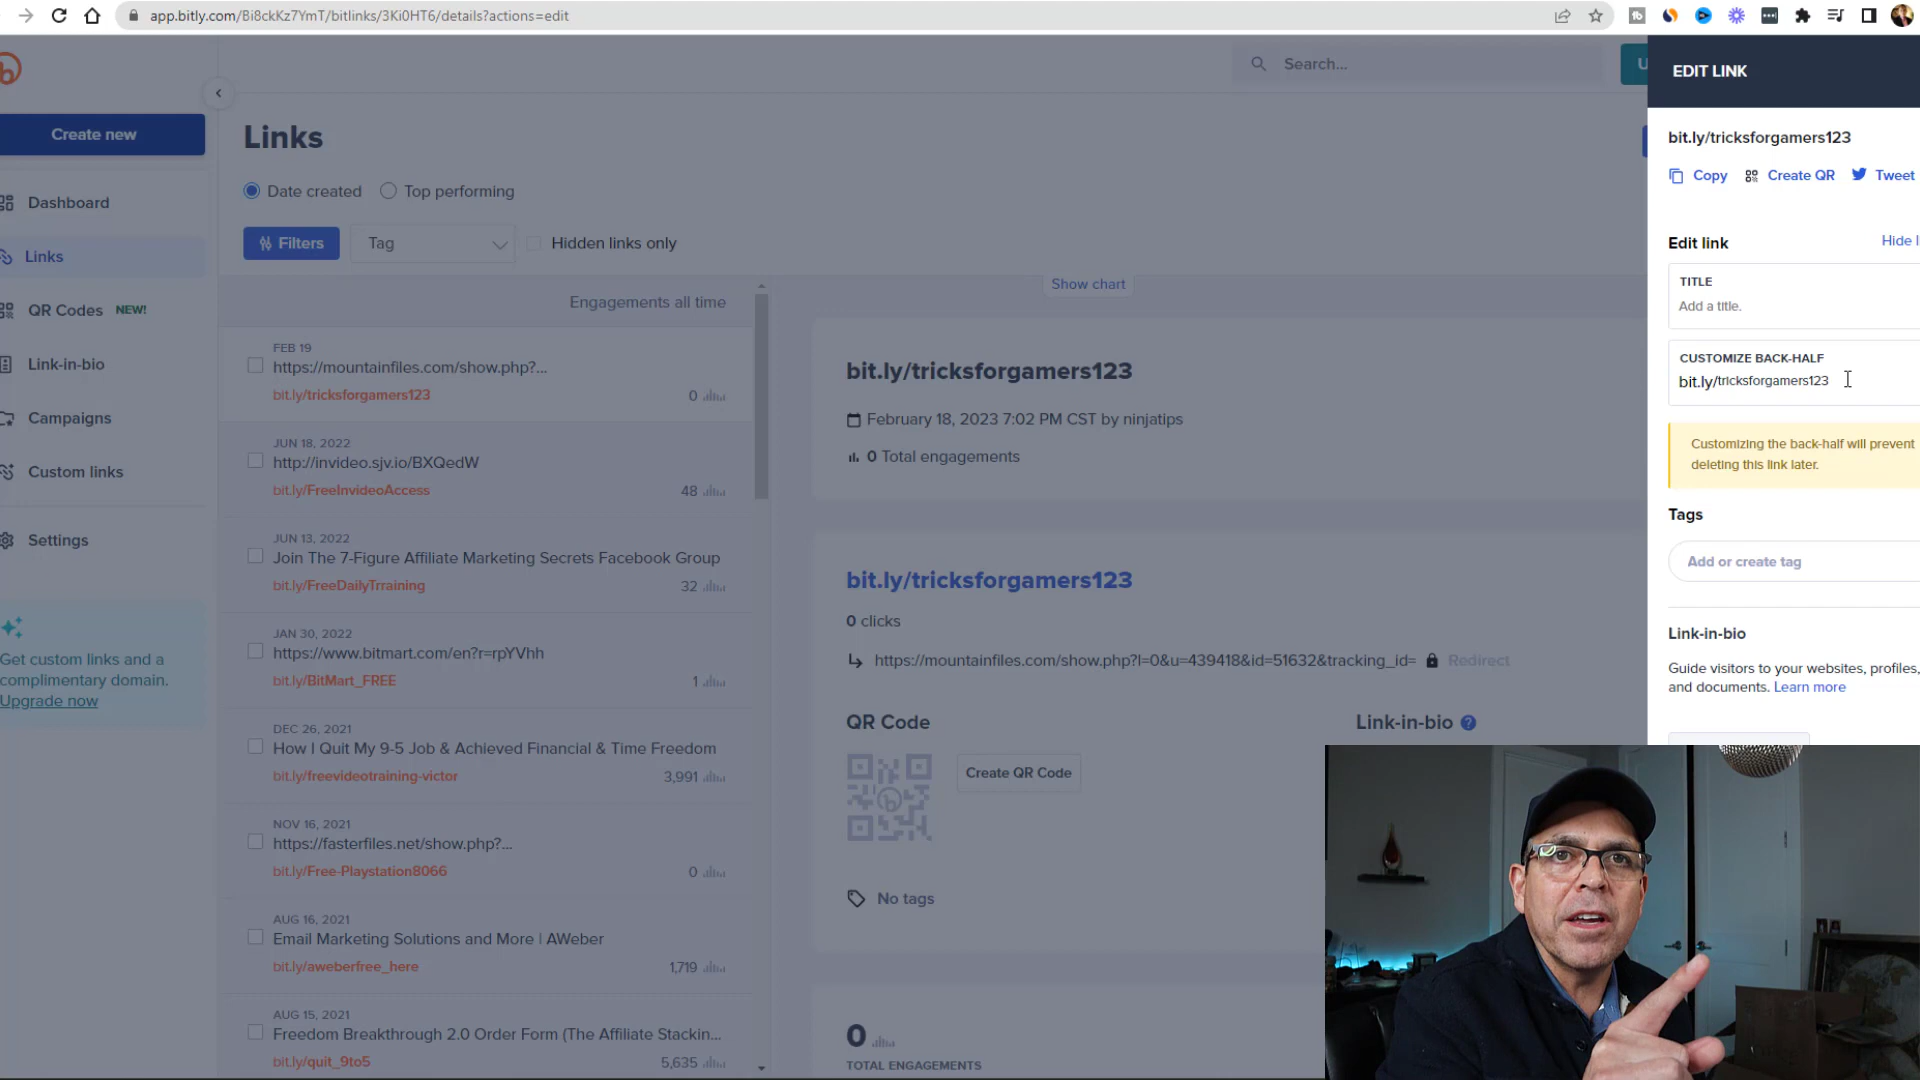 app.bitly.com/Bi8ckKz7YmT/bitlinks/3Ki0HT6/details?actions=edit
Search...
Create new
Dashboard
Links
QR Codes NEW!
Link-in-bio
Campaigns
Custom links
Settings
Get custom links and a
complimentary domain.
Upgrade now
Links
Date created
Top performing
Filters
Tag
Hidden links only
Engagements all time
FEB 19
https://mountainfiles.com/show.php?...
bit.ly/tricksforgamers123 0
JUN 18, 2022
http://invideo.sjv.io/BXQedW
bit.ly/FreeInvideoAccess 48
JUN 13, 2022
Join The 7-Figure Affiliate Marketing Secrets Facebook Group
bit.ly/FreeDailyTrraining 32
JAN 30, 2022
https://www.bitmart.com/en?r=rpYVhh
bit.ly/BitMart_FREE 1
DEC 26, 2021
How I Quit My 9-5 Job & Achieved Financial & Time Freedom
bit.ly/freevideotraining-victor 3,991
NOV 16, 2021
https://fasterfiles.net/show.php?...
bit.ly/Free-Playstation8066 0
AUG 16, 2021
Email Marketing Solutions and More | AWeber
bit.ly/aweberfree_here 1,719
AUG 15, 2021
Freedom Breakthrough 2.0 Order Form (The Affiliate Stackin...
bit.ly/quit_9to5 5,635
Show chart
bit.ly/tricksforgamers123
February 18, 2023 7:02 PM CST by ninjatips
0 Total engagements
bit.ly/tricksforgamers123
0 clicks
https://mountainfiles.com/show.php?l=0&u=439418&id=51632&tracking_id= Redirect
QR Code
Create QR Code
Link-in-bio
No tags
0
TOTAL ENGAGEMENTS
EDIT LINK
bit.ly/tricksforgamers123
Copy Create QR Tweet
Edit link
Hide l
TITLE
Add a title.
CUSTOMIZE BACK-HALF
bit.ly/tricksforgamers123
Customizing the back-half will prevent
deleting this link later.
Tags
Add or create tag
Link-in-bio
Guide visitors to your websites, profiles,
and documents. Learn more